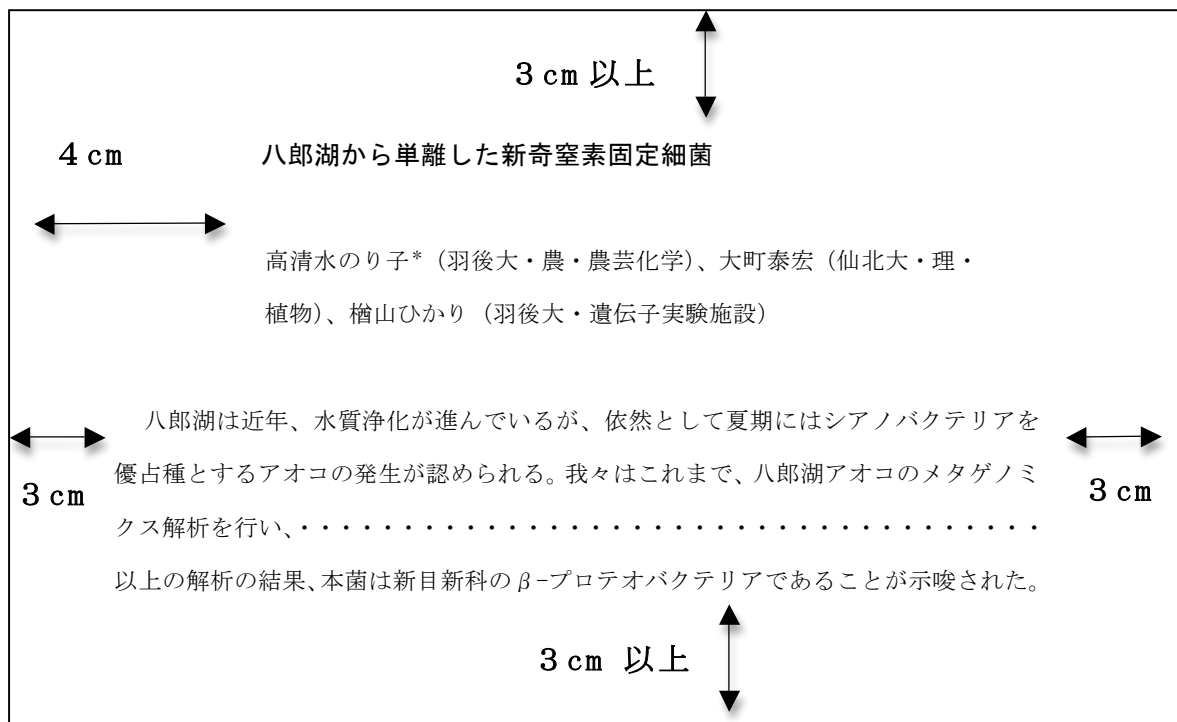 3cm以上
4cm
八郎湖から単離した新奇窒素固定細菌
高清水のり子*（羽後大・農・農芸化学）、大町泰宏（仙北大・理・
植物）、楢山ひかり（羽後大・遺伝子実験施設）
八郎湖は近年、水質浄化が進んでいるが、依然として夏期にはシアノバクテリアを
優占種とするアオコの発生が認められる。我々はこれまで、八郎湖アオコのメタゲノミ
3cm
3cm
クス解析を行い、・・・・・・・・・・・・・・・・・・・・・・・・・・・・・・・・・・・・
以上の解析の結果、本菌は新目新科のβ-プロテオバクテリアであることが示唆された。
3cm 以上